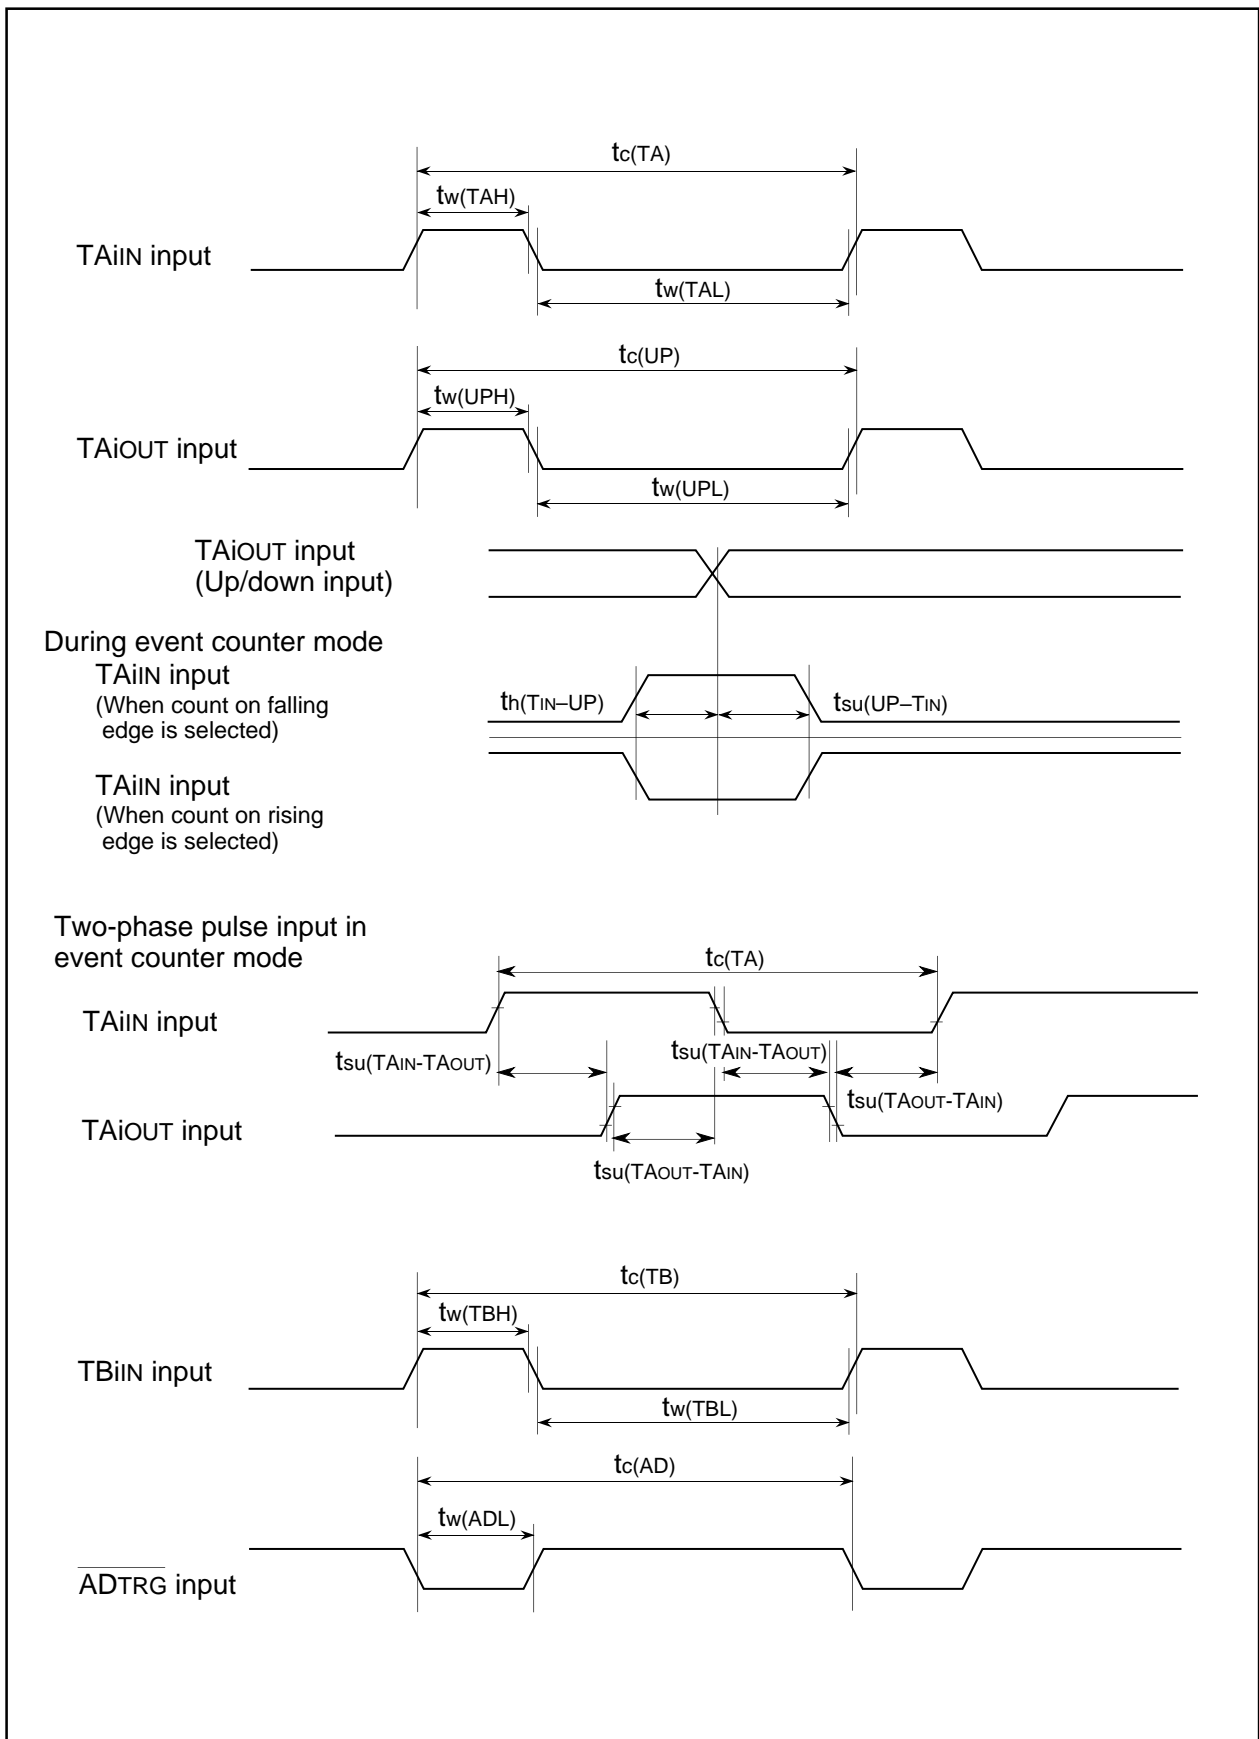 tc(TA)
tw(TAH)
TAiIN input
tw(TAL)
tc(UP)
tw(UPH)
TAiOUT input
tw(UPL)
TAiOUT input
(Up/down input)
During event counter mode
TAiIN input
(When count on falling
edge is selected)
th(TIN–UP)
tsu(UP–TIN)
TAiIN input
(When count on rising
edge is selected)
Two-phase pulse input in
event counter mode
tc(TA)
TAiIN input
tsu(TAIN-TAOUT)
tsu(TAIN-TAOUT)
tsu(TAOUT-TAIN)
TAiOUT input
tsu(TAOUT-TAIN)
tc(TB)
tw(TBH)
TBiIN input
tw(TBL)
tc(AD)
tw(ADL)
ADTRG input